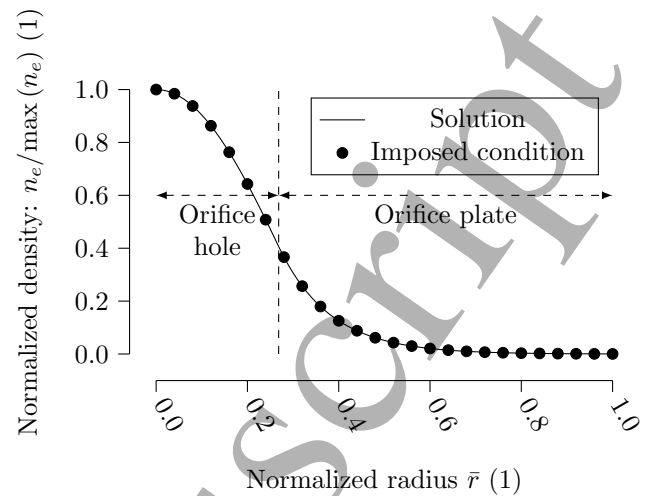 Normalized density: n_e/max (n_e) (1)
1.0
0.8
0.6
0.4
0.2
0.0
Solution
Imposed condition
Orifice
hole
Orifice plate
0.0
0.2
0.4
0.6
0.8
1.0
Normalized radius r̄ (1)
script